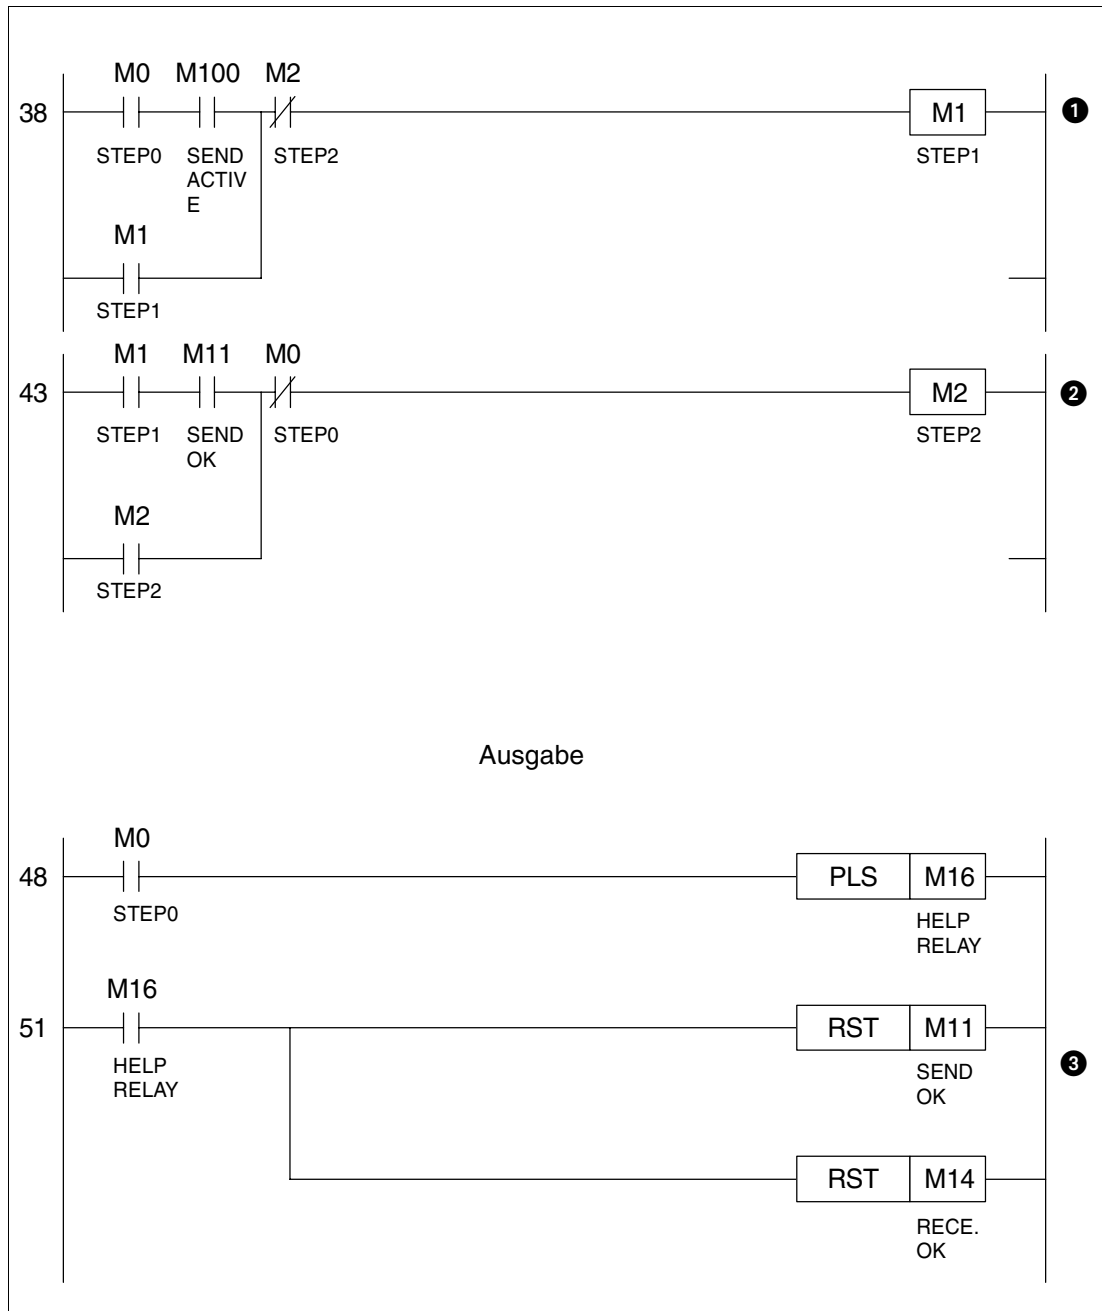 M0 M100 M2
38 M1 ❶
STEP0 SEND STEP2 STEP1
ACTIV
E
M1
STEP1
M1 M11 M0
43 M2 ❷
STEP1 SEND STEP0 STEP2
OK
M2
STEP2
Ausgabe
M0
48 PLS M16
STEP0 HELP
RELAY
M16
51 RST M11
HELP SEND
RELAY OK
❸
RST M14
RECE.
OK